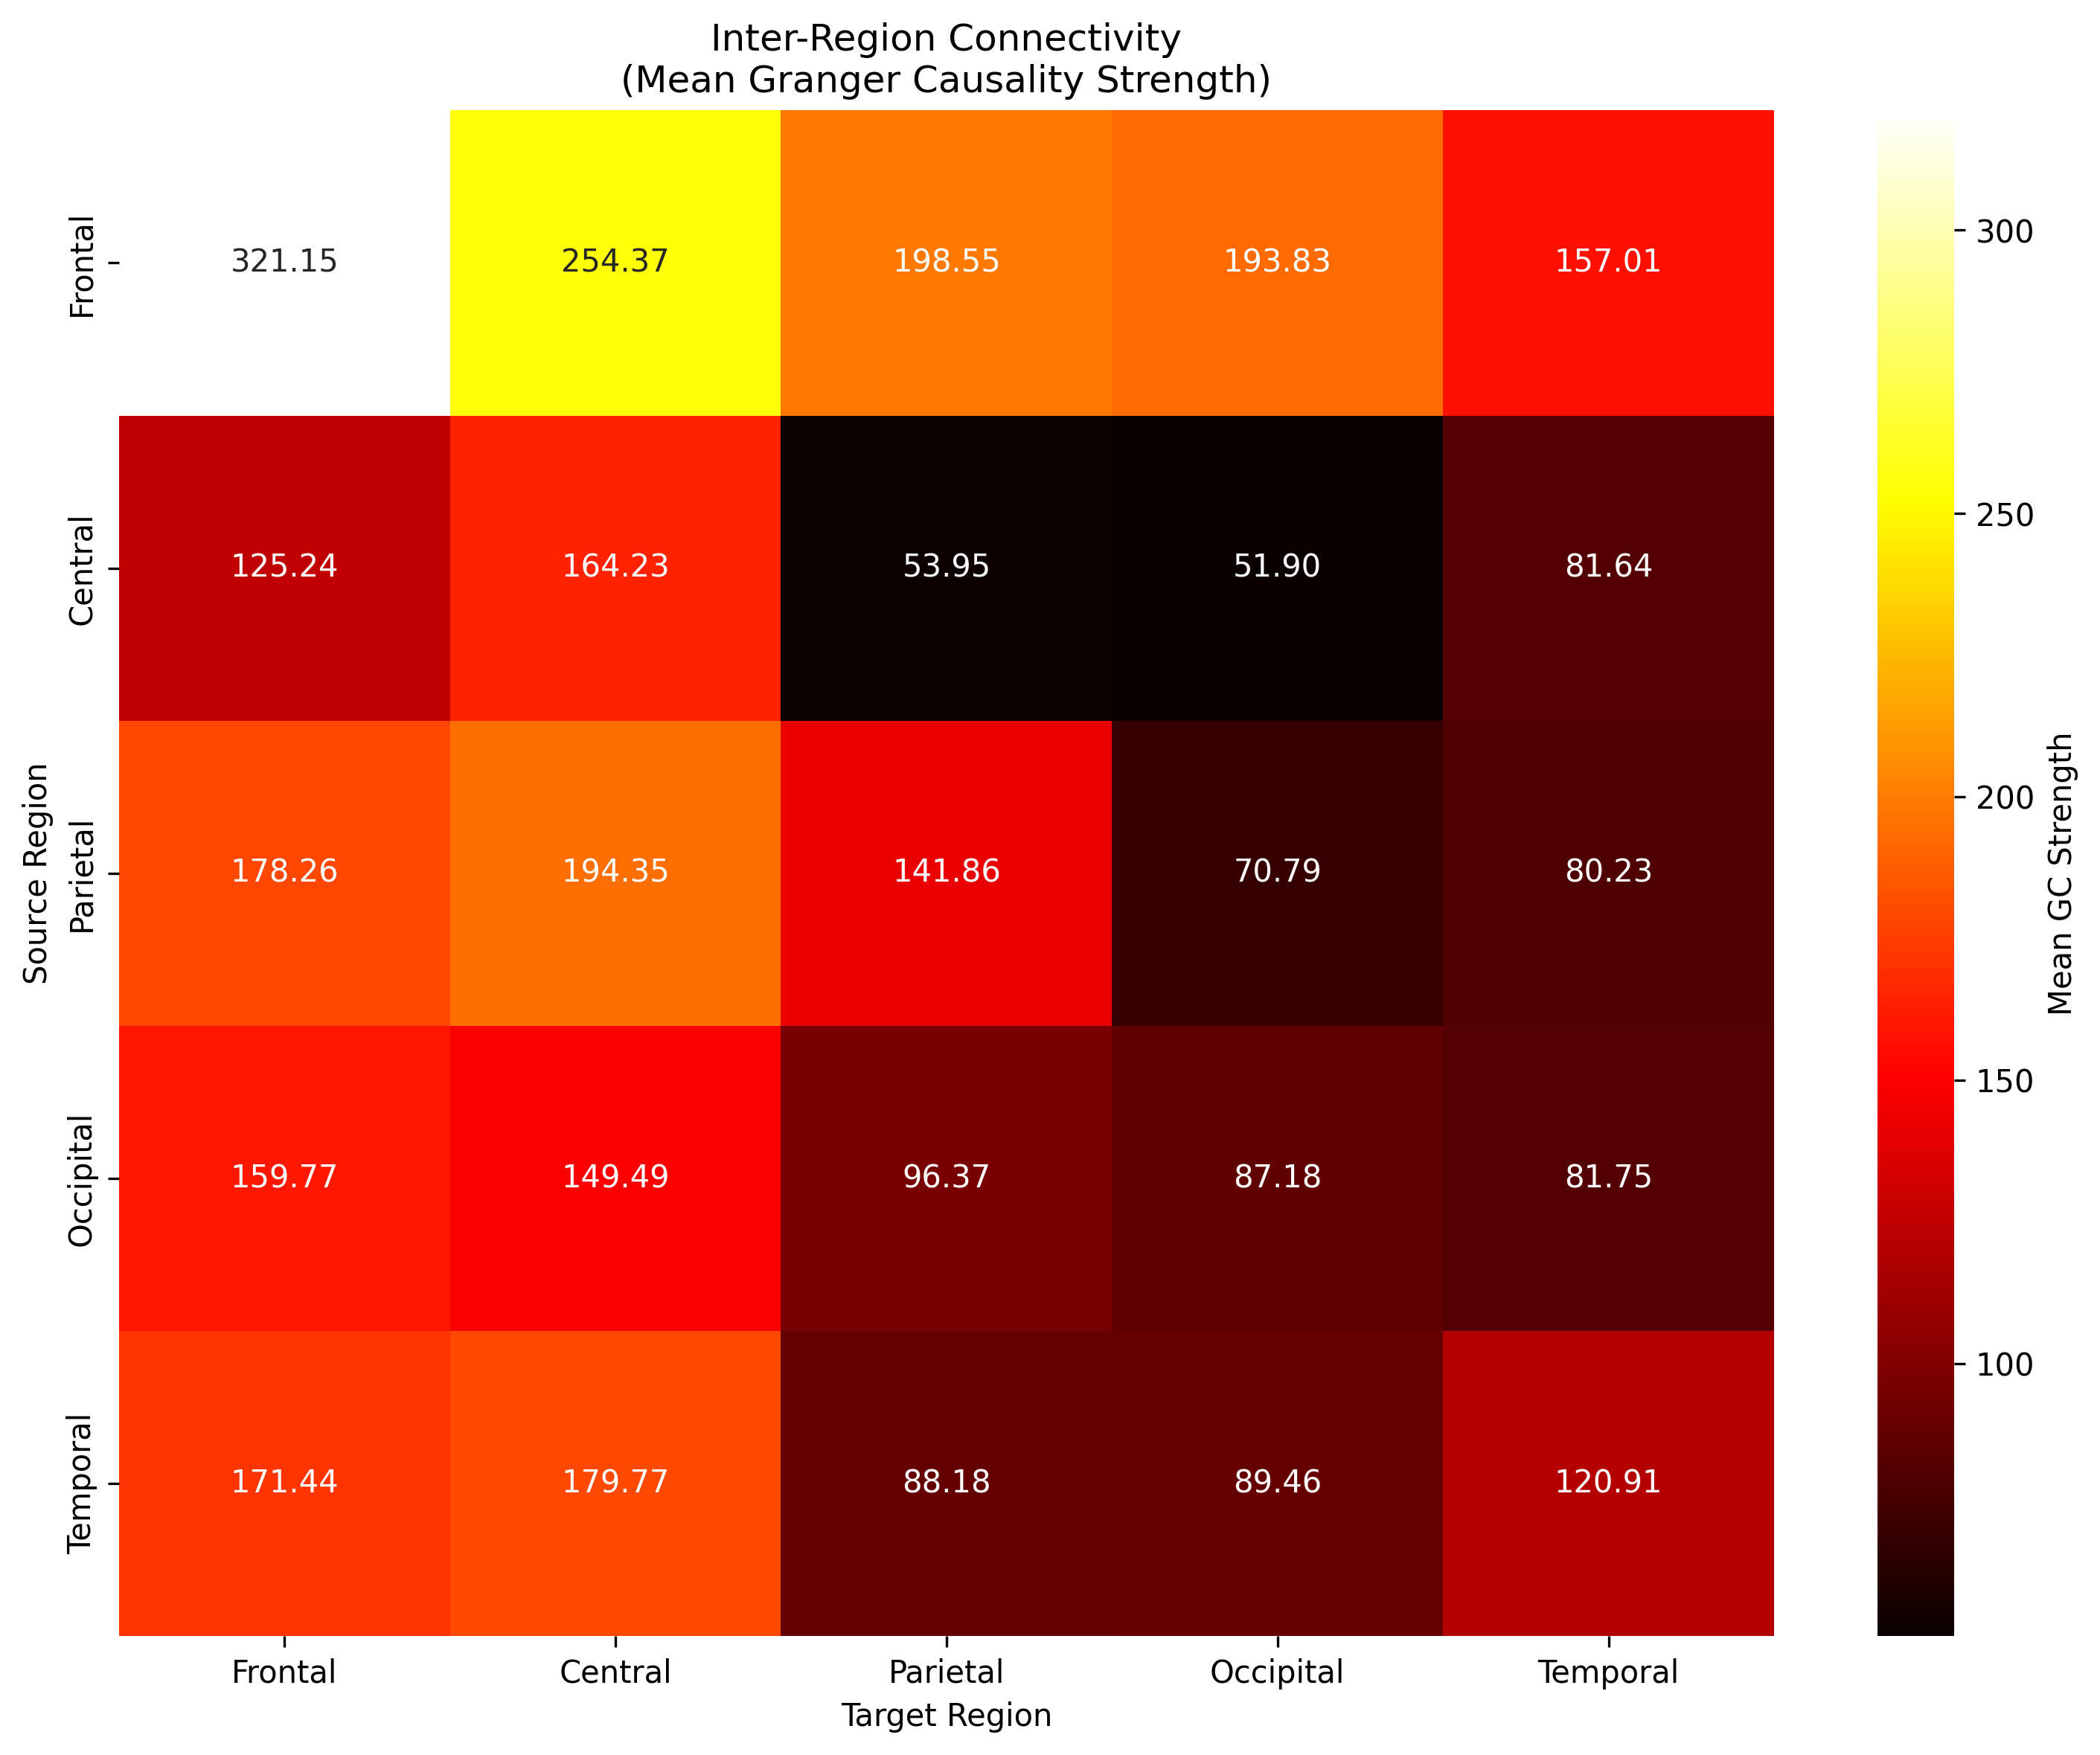 Inter-Region Connectivity
(Mean Granger Causality Strength)
Source Region
Frontal
321.15 254.37 198.55 193.83 157.01
Central
125.24 164.23 53.95 51.90 81.64
Parietal
178.26 194.35 141.86 70.79 80.23
Occipital
159.77 149.49 96.37 87.18 81.75
Temporal
171.44 179.77 88.18 89.46 120.91
Frontal Central Parietal Occipital Temporal
Target Region
300
250
200
150
100
Mean GC Strength